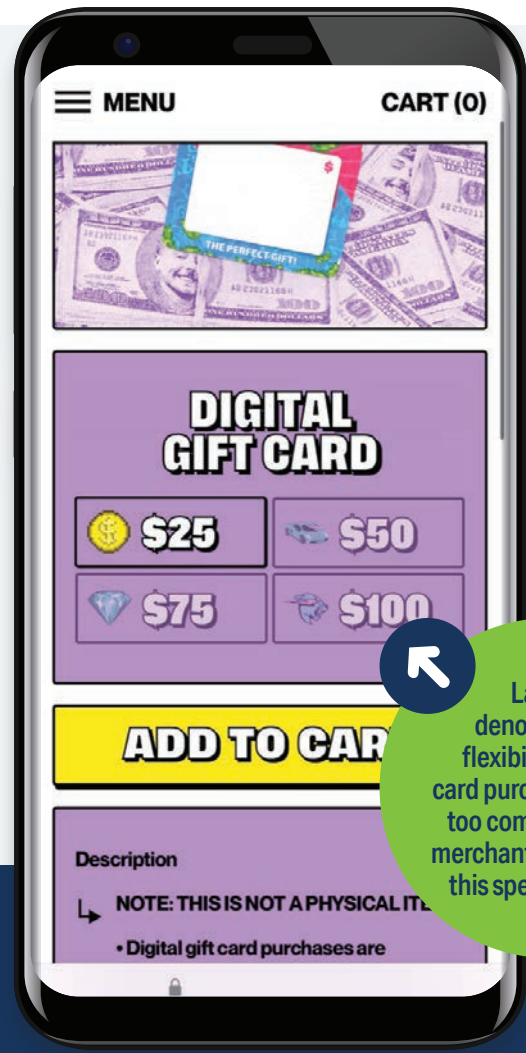 MENU
CART (0)
$
THE PERFECT GIFT!
DIGITAL
GIFT CARD
$25
$50
$75
$100
ADD TO CAR
Description
NOTE: THIS IS NOT A PHYSICAL ITE
• Digital gift card purchases are
La
deno
flexibi
card purc
too com
merchant
this spe